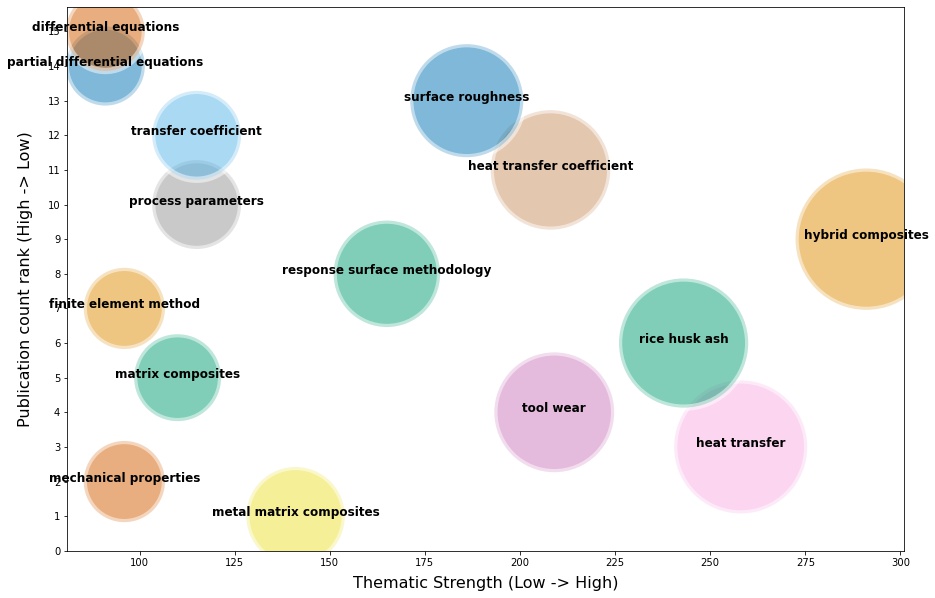 differential equations
15
partial differential equations
14
surface roughness
13
transfer coefficient
12
heat transfer coefficient
11
process parameters
10
hybrid composites
9
response surface methodology
8
finite element method
7
rice husk ash
6
matrix composites
5
tool wear
4
heat transfer
3
mechanical properties
2
metal matrix composites
1
0
Publication count rank (High -> Low)
100 125 150 175 200 225 250 275 300
Thematic Strength (Low -> High)